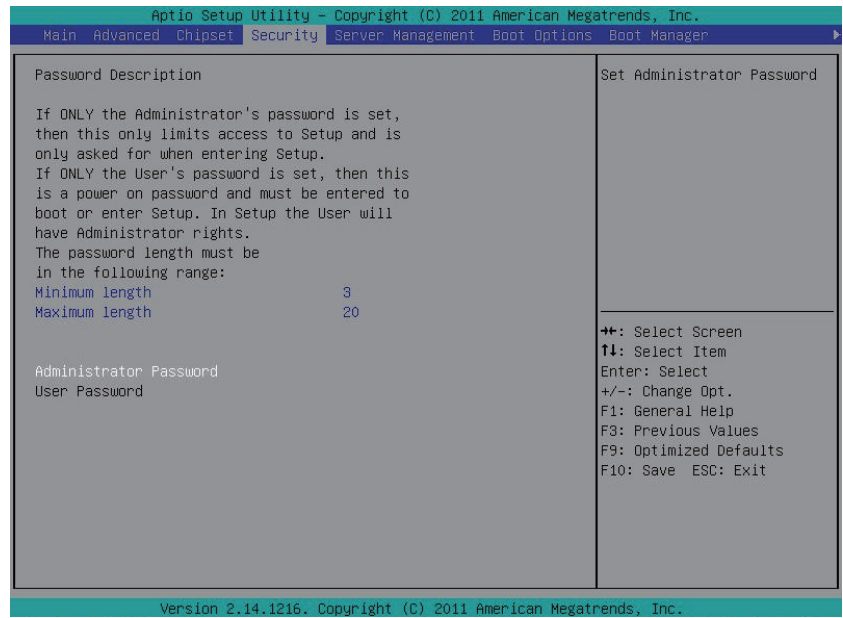 Aptio Setup Utility – Copyright (C) 2011 American Megatrends, Inc.
Main Advanced Chipset Security Server Management Boot Options Boot Manager
Password Description
If ONLY the Administrator's password is set,
then this only limits access to Setup and is
only asked for when entering Setup.
If ONLY the User's password is set, then this
is a power on password and must be entered to
boot or enter Setup. In Setup the User will
have Administrator rights.
The password length must be
in the following range:
Minimum length 3
Maximum length 20
Administrator Password
User Password
Set Administrator Password
→←: Select Screen
↑↓: Select Item
Enter: Select
+/-: Change Opt.
F1: General Help
F3: Previous Values
F9: Optimized Defaults
F10: Save ESC: Exit
Version 2.14.1216. Copyright (C) 2011 American Megatrends, Inc.